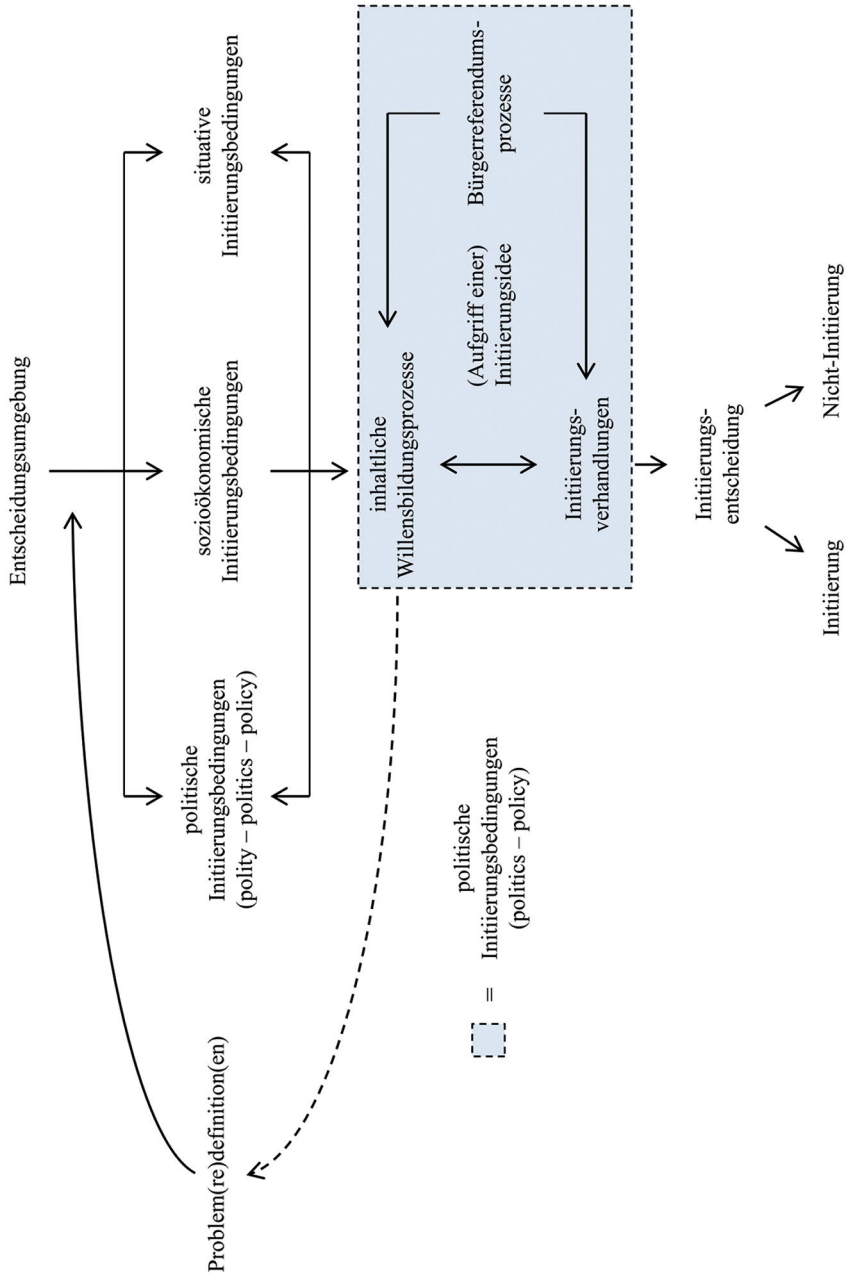 Entscheidungsumgebung
Problem(re)definition(en)
politische
Initiierungsbedingungen
(polity – politics – policy)
sozioökonomische
Initiierungsbedingungen
situative
Initiierungsbedingungen
inhaltliche
Willensbildungsprozesse
(Aufgriff einer)
Initiierungsidee
Bürgerreferendums-
prozesse
Initiierungs-
verhandlungen
= politische
Initiierungsbedingungen
(politics – policy)
Initiierungs-
entscheidung
Initiierung
Nicht-Initiierung